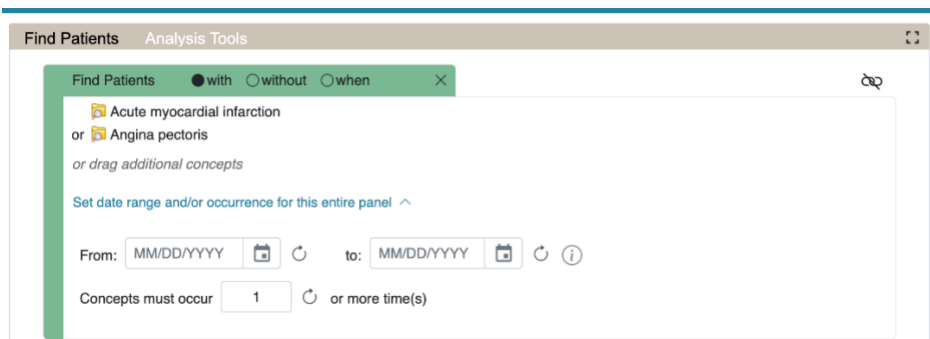 Find Patients Analysis Tools
Find Patients with without when
Acute myocardial infarction
or Angina pectoris
or drag additional concepts
Set date range and/or occurrence for this entire panel
From: MM/DD/YYYY to: MM/DD/YYYY
Concepts must occur 1 or more time(s)